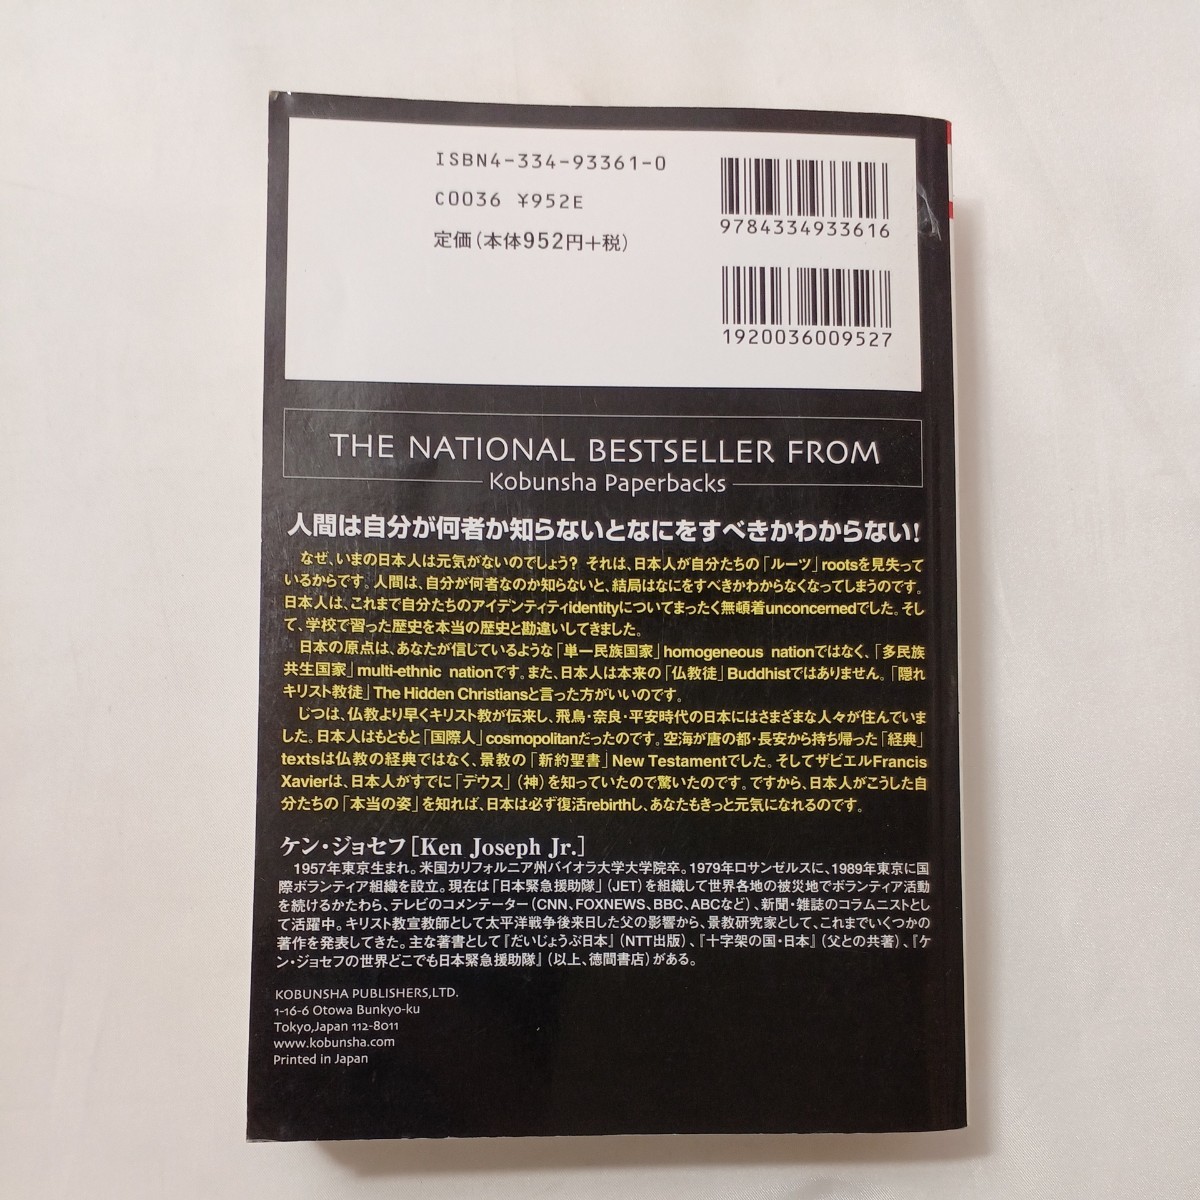 ISBN4-334-93361-0
C0036 ¥952E
定価(本体952円+税)
9784334933616
1920036009527
THE NATIONAL BESTSELLER FROM
Kobunsha Paperbacks
人間は自分が何者か知らないとなにをすべきかわからない!
なぜ、いまの日本人は元気がないのでしょう? それは、日本人が自分たちの「ルーツ」rootsを見失って
いるからです。人間は、自分が何者なのか知らないと、結局はなにをすべきかわからなくなってしまうのです。
日本人は、これまで自分たちのアイデンティティidentityについてまったく無頓着unconcernedでした。そし
て、学校で習った歴史を本当の歴史と勘違いしてきました。
日本の原点は、あなたが信じているような「単一民族国家」homogeneous nationではなく、「多民族
共生国家」multi-ethnic nationです。また、日本人は本来の「仏教徒」Buddhistではありません。「隠れ
キリスト教徒」The Hidden Christiansと言った方がいいのです。
じつは、仏教より早くキリスト教が伝来し、飛鳥・奈良・平安時代の日本にはさまざまな人々が住んでいま
した。日本人はもともと「国際人」cosmopolitanだったのです。空海が唐の都・長安から持ち帰った「経典」
textsは仏教の経典ではなく、景教の「新約聖書」New Testamentでした。そしてザビエルFrancis
Xavierは、日本人がすでに「デウス」(神)を知っていたので驚いたのです。ですから、日本人がこうした自
分たちの「本当の姿」を知れば、日本は必ず復活rebirthし、あなたもきっと元気になれるのです。
ケン・ジョセフ[Ken Joseph Jr.]
1957年東京生まれ。米国カリフォルニア州バイオラ大学大学院卒。1979年ロサンゼルスに、1989年東京に国
際ボランティア組織を設立。現在は「日本緊急援助隊」(JET)を組織して世界各地の被災地でボランティア活動
を続けるかたわら、テレビのコメンテーター(CNN、FOXNEWS、BBC、ABCなど)、新聞・雑誌のコラムニストとし
て活躍中。キリスト教宣教師として太平洋戦争後来日した父の影響から、景教研究家として、これまでいくつかの
著作を発表してきた。主な著書として『だいじょうぶ日本』(NTT出版)、『十字架の国・日本』(父との共著)、『ケ
ン・ジョセフの世界どこでも日本緊急援助隊』(以上、徳間書店)がある。
KOBUNSHA PUBLISHERS,LTD.
1-16-6 Otowa Bunkyo-ku
Tokyo,Japan 112-8011
www.kobunsha.com
Printed in Japan